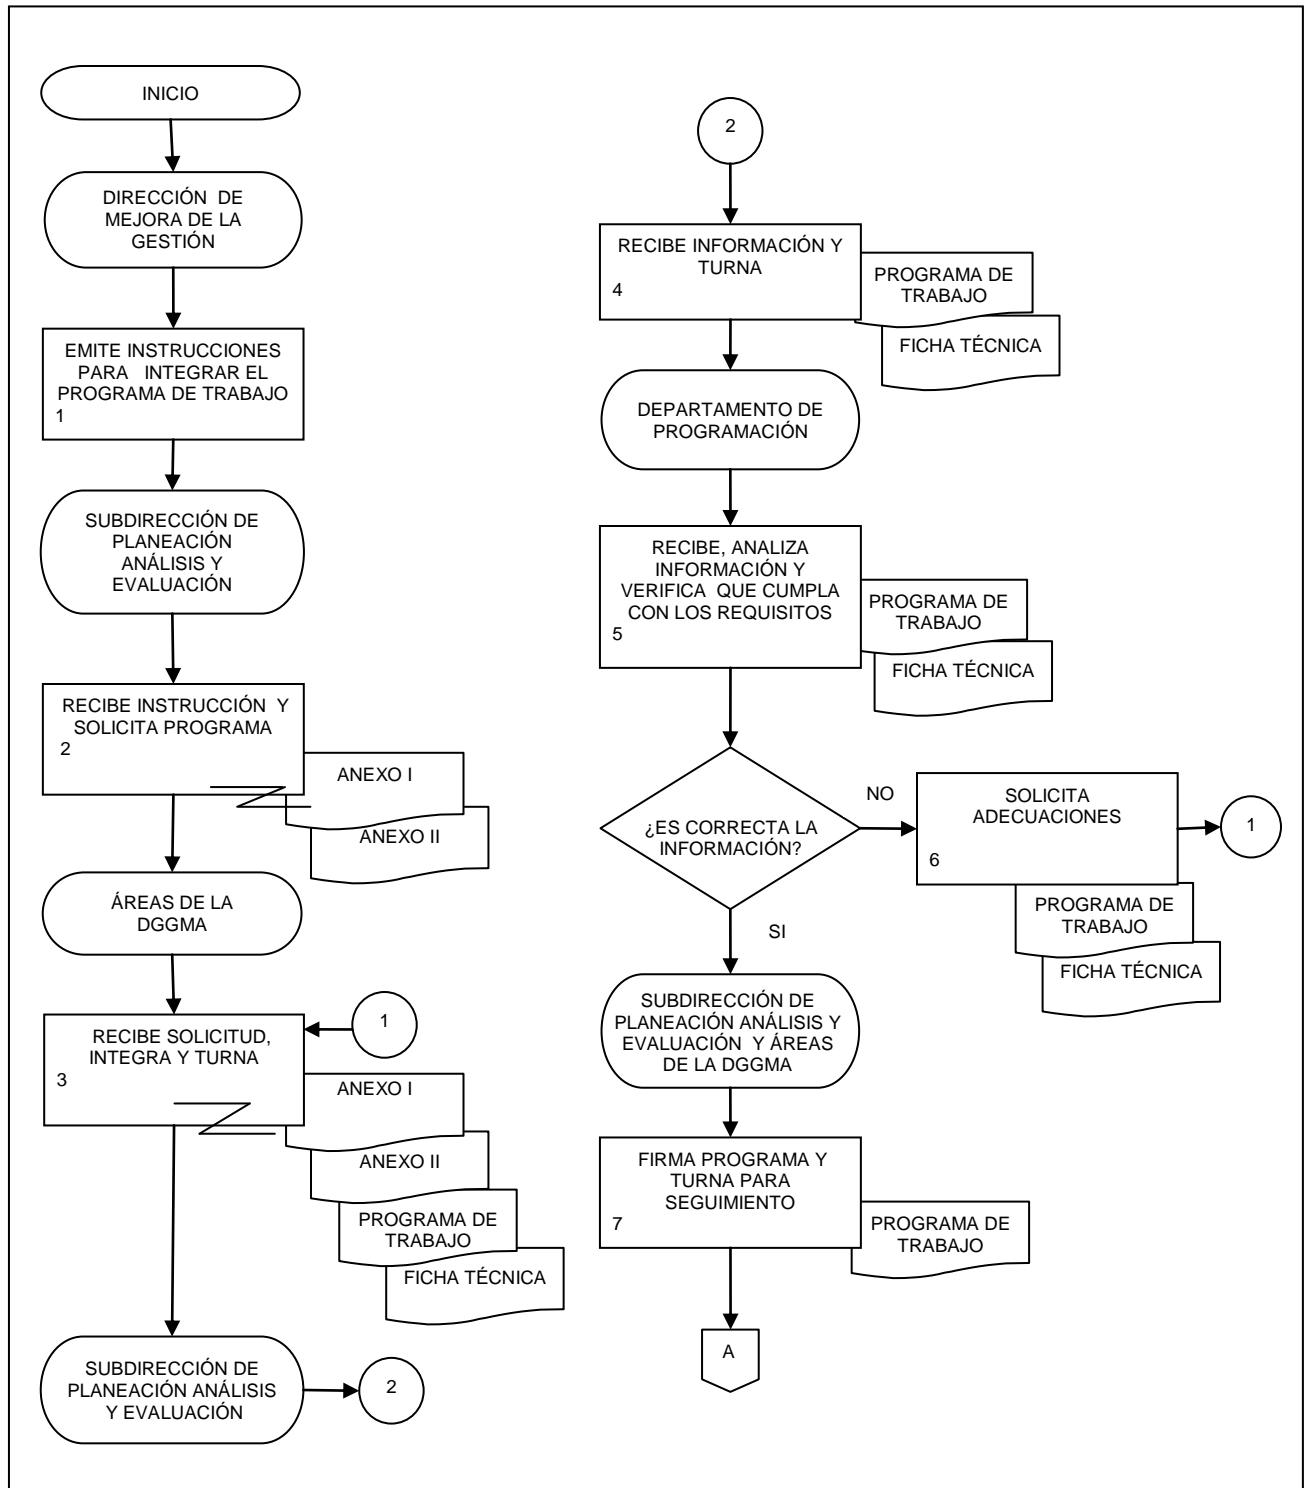 INICIO
DIRECCIÓN DE
MEJORA DE LA
GESTIÓN
EMITE INSTRUCCIONES
PARA INTEGRAR EL
PROGRAMA DE TRABAJO
1
SUBDIRECCIÓN DE
PLANEACIÓN
ANÁLISIS Y
EVALUACIÓN
RECIBE INSTRUCCIÓN Y
SOLICITA PROGRAMA
2
ANEXO I
ANEXO II
ÁREAS DE LA
DGGMA
1
RECIBE SOLICITUD,
INTEGRA Y TURNA
3
ANEXO I
ANEXO II
PROGRAMA DE
TRABAJO
FICHA TÉCNICA
SUBDIRECCIÓN DE
PLANEACIÓN ANÁLISIS
Y EVALUACIÓN
2
2
RECIBE INFORMACIÓN Y
TURNA
4
PROGRAMA DE
TRABAJO
FICHA TÉCNICA
DEPARTAMENTO DE
PROGRAMACIÓN
RECIBE, ANALIZA
INFORMACIÓN Y
VERIFICA QUE CUMPLA
CON LOS REQUISITOS
5
PROGRAMA DE
TRABAJO
FICHA TÉCNICA
¿ES CORRECTA LA
INFORMACIÓN?
NO
SOLICITA
ADECUACIONES
6
1
PROGRAMA DE
TRABAJO
FICHA TÉCNICA
SI
SUBDIRECCIÓN DE
PLANEACIÓN ANÁLISIS Y
EVALUACIÓN Y ÁREAS
DE LA DGGMA
FIRMA PROGRAMA Y
TURNA PARA
SEGUIMIENTO
7
PROGRAMA DE
TRABAJO
A